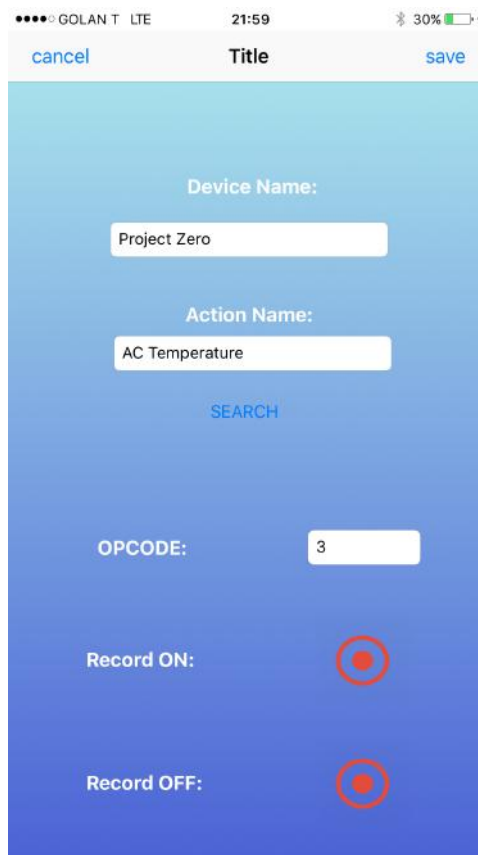 GOLAN T LTE 21:59 30%
cancel Title save
Device Name:
Project Zero
Action Name:
AC Temperature
SEARCH
OPCODE: 3
Record ON:
Record OFF: